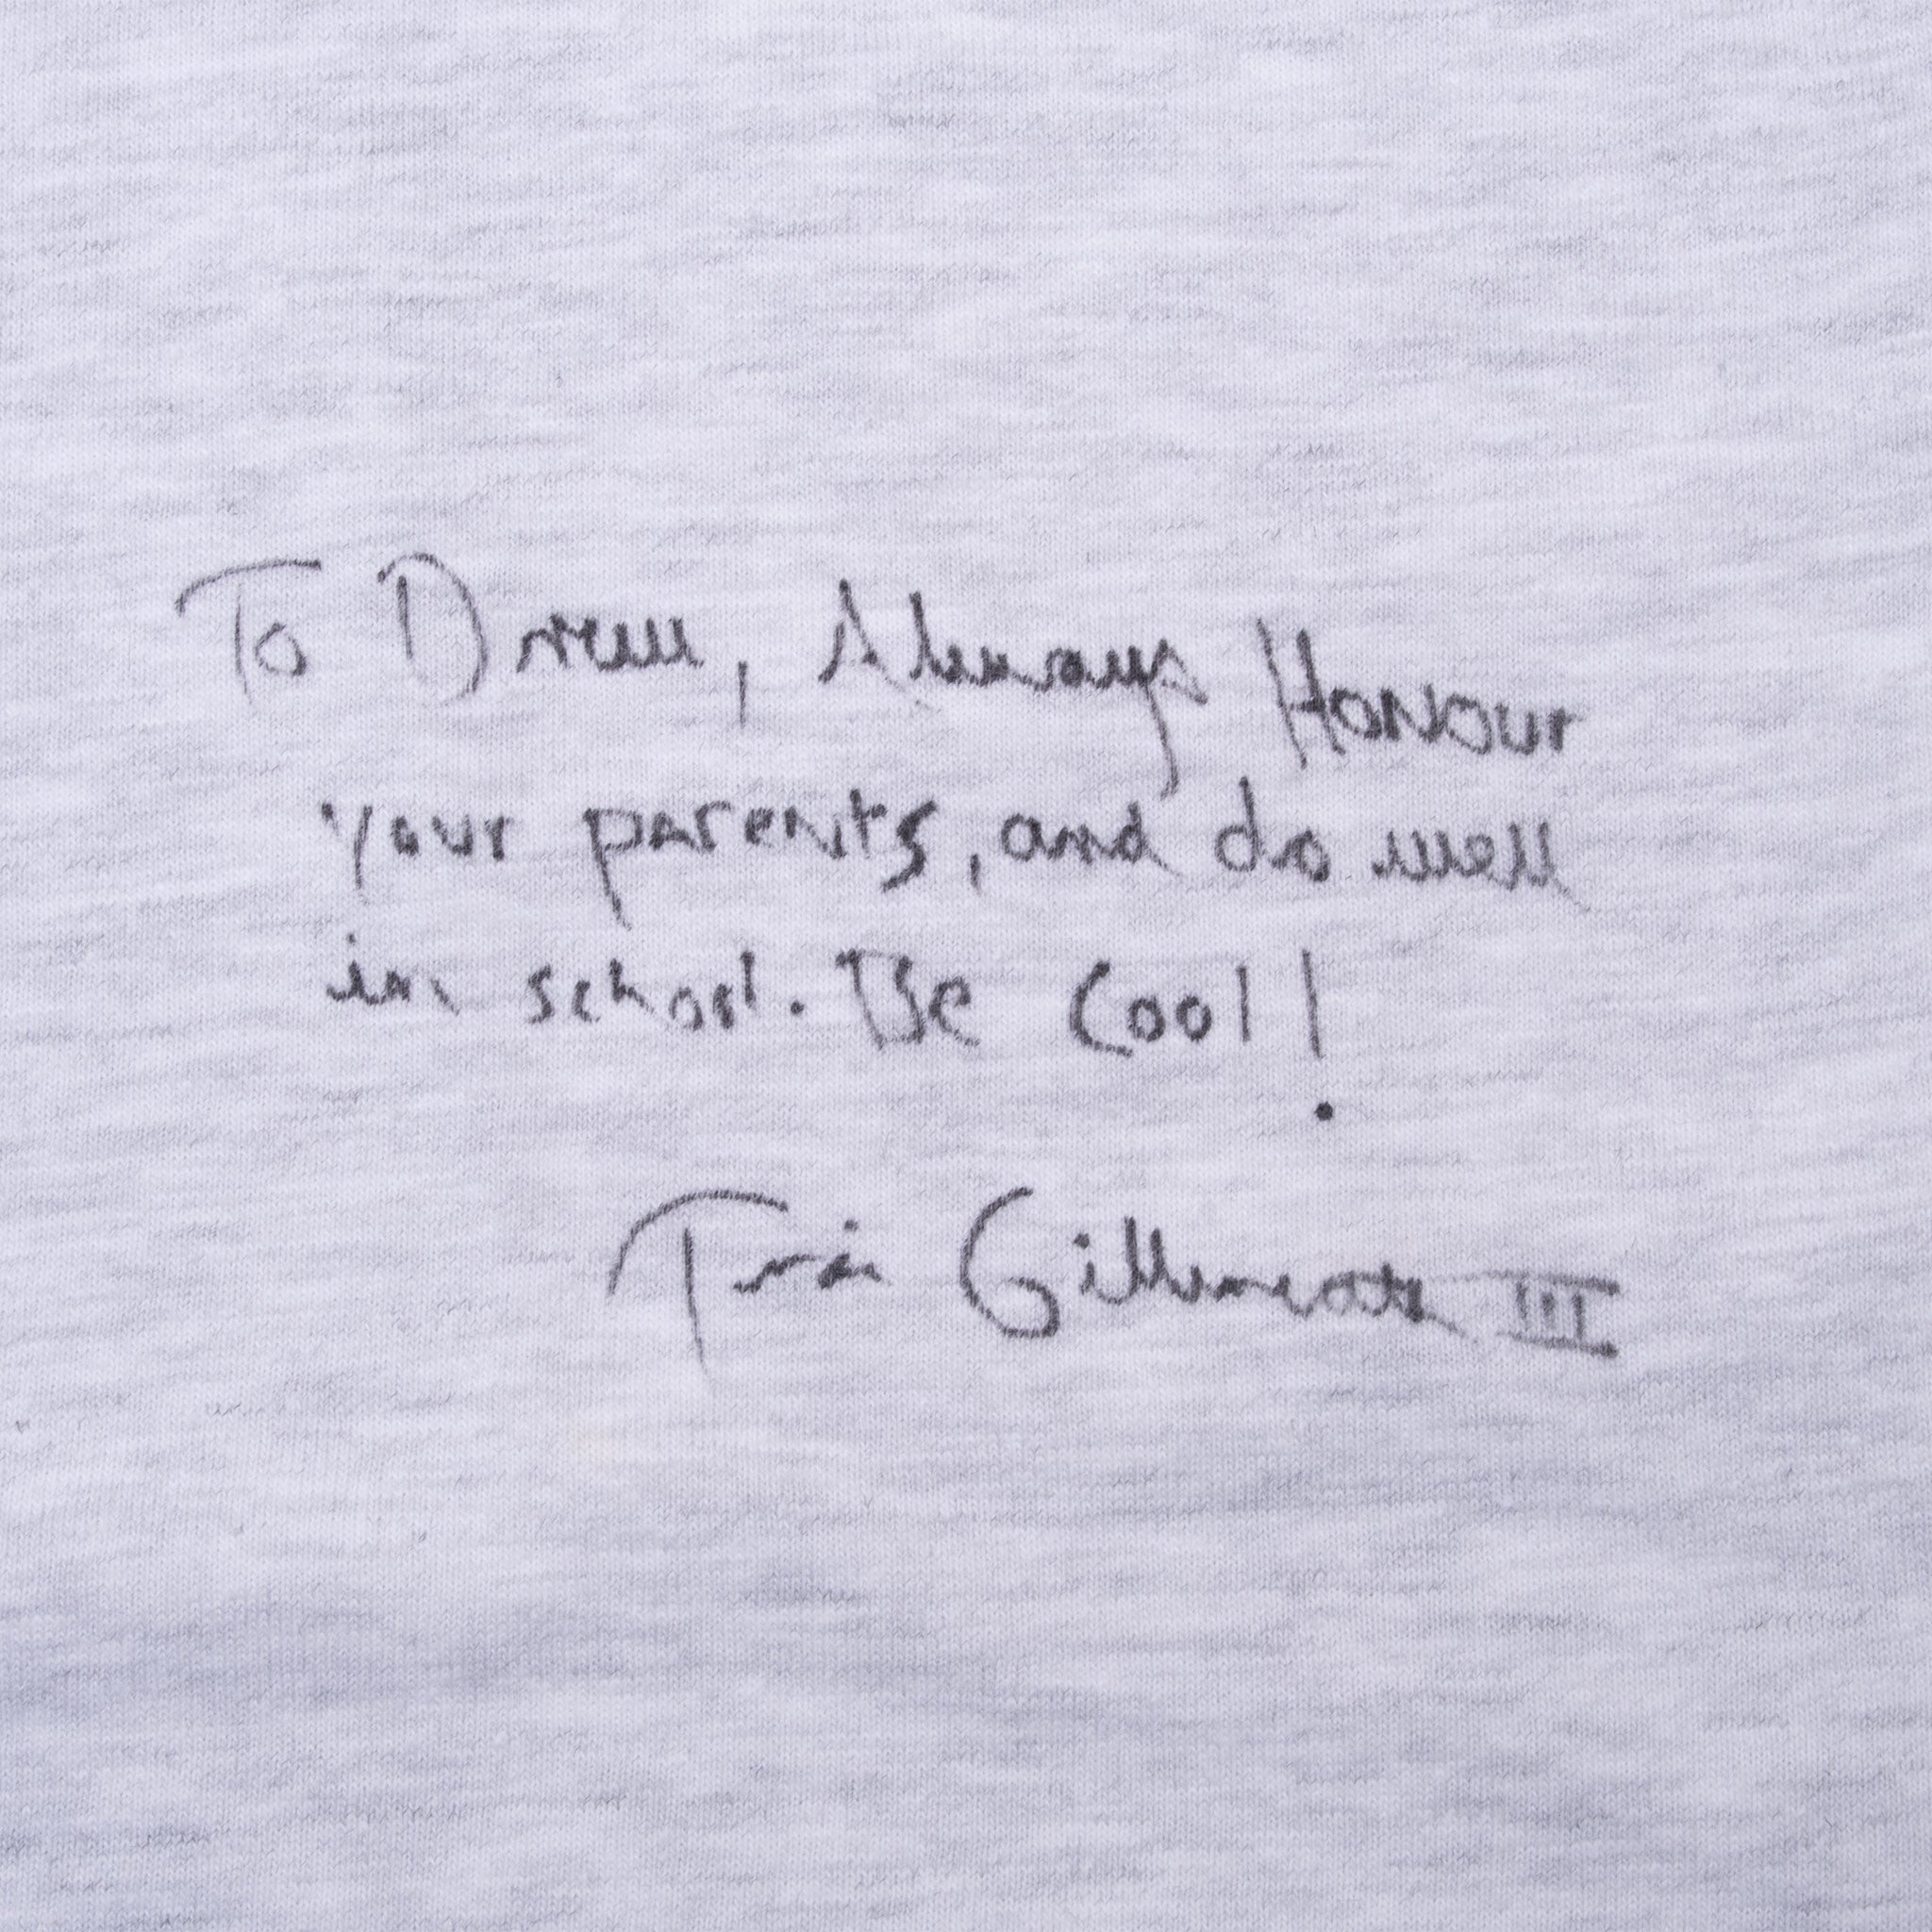 To Drew, Always Honour
your parents, and do well
in school. Be Cool!
III